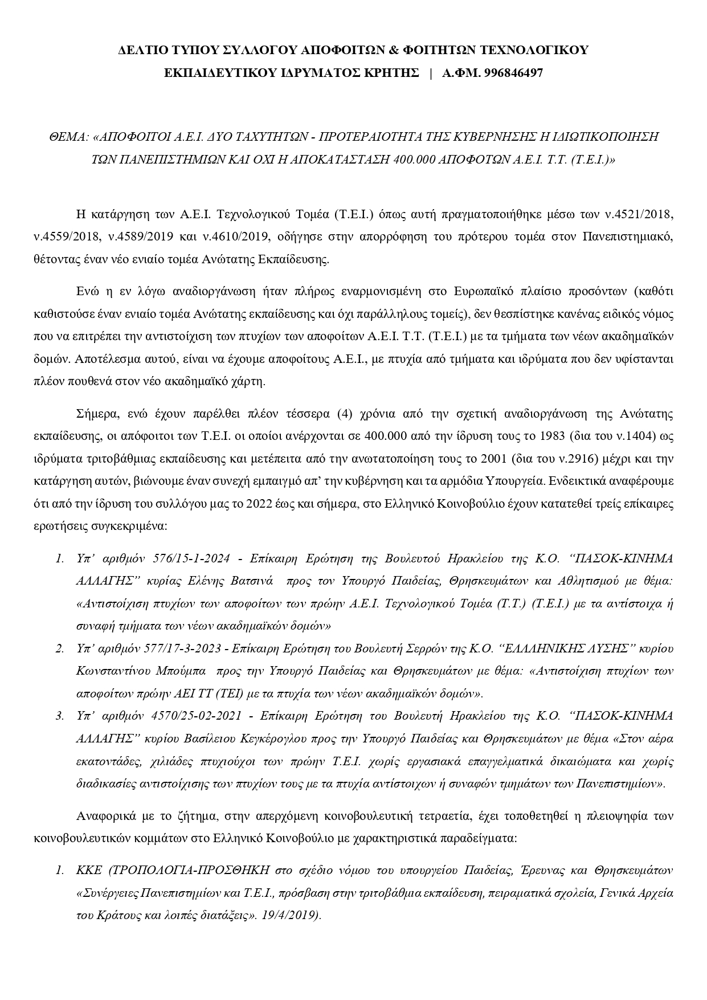 ΔΕΛΤΙΟ ΤΥΠΟΥ ΣΥΛΛΟΓΟΥ ΑΠΟΦΟΙΤΩΝ & ΦΟΙΤΗΤΩΝ ΤΕΧΝΟΛΟΓΙΚΟΥ
ΕΚΠΑΙΔΕΥΤΙΚΟΥ ΙΔΡΥΜΑΤΟΣ ΚΡΗΤΗΣ | Α.ΦΜ. 996846497
ΘΕΜΑ: «ΑΠΟΦΟΙΤΟΙ Α.Ε.Ι. ΔΥΟ ΤΑΧΥΤΗΤΩΝ - ΠΡΟΤΕΡΑΙΟΤΗΤΑ ΤΗΣ ΚΥΒΕΡΝΗΣΗΣ Η ΙΔΙΩΤΙΚΟΠΟΙΗΣΗ
ΤΩΝ ΠΑΝΕΠΙΣΤΗΜΙΩΝ ΚΑΙ ΟΧΙ Η ΑΠΟΚΑΤΑΣΤΑΣΗ 400.000 ΑΠΟΦΟΤΩΝ Α.Ε.Ι. Τ.Τ. (Τ.Ε.Ι.)»
Η κατάργηση των Α.Ε.Ι. Τεχνολογικού Τομέα (Τ.Ε.Ι.) όπως αυτή πραγματοποιήθηκε μέσω των ν.4521/2018,
ν.4559/2018, ν.4589/2019 και ν.4610/2019, οδήγησε στην απορρόφηση του πρότερου τομέα στον Πανεπιστημιακό,
θέτοντας έναν νέο ενιαίο τομέα Ανώτατης Εκπαίδευσης.
Ενώ η εν λόγω αναδιοργάνωση ήταν πλήρως εναρμονισμένη στο Ευρωπαϊκό πλαίσιο προσόντων (καθότι
καθιστούσε έναν ενιαίο τομέα Ανώτατης εκπαίδευσης και όχι παράλληλους τομείς), δεν θεσπίστηκε κανένας ειδικός νόμος
που να επιτρέπει την αντιστοίχιση των πτυχίων των αποφοίτων Α.Ε.Ι. Τ.Τ. (Τ.Ε.Ι.) με τα τμήματα των νέων ακαδημαϊκών
δομών. Αποτέλεσμα αυτού, είναι να έχουμε αποφοίτους Α.Ε.Ι., με πτυχία από τμήματα και ιδρύματα που δεν υφίστανται
πλέον πουθενά στον νέο ακαδημαϊκό χάρτη.
Σήμερα, ενώ έχουν παρέλθει πλέον τέσσερα (4) χρόνια από την σχετική αναδιοργάνωση της Ανώτατης
εκπαίδευσης, οι απόφοιτοι των Τ.Ε.Ι. οι οποίοι ανέρχονται σε 400.000 από την ίδρυση τους το 1983 (δια του ν.1404) ως
ιδρύματα τριτοβάθμιας εκπαίδευσης και μετέπειτα από την ανωτατοποίηση τους το 2001 (δια του ν.2916) μέχρι και την
κατάργηση αυτών, βιώνουμε έναν συνεχή εμπαιγμό απ’ την κυβέρνηση και τα αρμόδια Υπουργεία. Ενδεικτικά αναφέρουμε
ότι από την ίδρυση του συλλόγου μας το 2022 έως και σήμερα, στο Ελληνικό Κοινοβούλιο έχουν κατατεθεί τρείς επίκαιρες
ερωτήσεις συγκεκριμένα:
1. Υπ’ αριθμόν 576/15-1-2024 - Επίκαιρη Ερώτηση της Βουλευτού Ηρακλείου της Κ.Ο. “ΠΑΣΟΚ-ΚΙΝΗΜΑ
ΑΛΛΑΓΗΣ” κυρίας Ελένης Βατσινά προς τον Υπουργό Παιδείας, Θρησκευμάτων και Αθλητισμού με θέμα:
«Αντιστοίχιση πτυχίων των αποφοίτων των πρώην Α.Ε.Ι. Τεχνολογικού Τομέα (Τ.Τ.) (Τ.Ε.Ι.) με τα αντίστοιχα ή
συναφή τμήματα των νέων ακαδημαϊκών δομών»
2. Υπ’ αριθμόν 577/17-3-2023 - Επίκαιρη Ερώτηση του Βουλευτή Σερρών της Κ.Ο. “ΕΛΛΛΗΝΙΚΗΣ ΛΥΣΗΣ” κυρίου
Κωνσταντίνου Μπούμπα προς την Υπουργό Παιδείας και Θρησκευμάτων με θέμα: «Αντιστοίχιση πτυχίων των
αποφοίτων πρώην ΑΕΙ ΤΤ (ΤΕΙ) με τα πτυχία των νέων ακαδημαϊκών δομών».
3. Υπ’ αριθμόν 4570/25-02-2021 - Επίκαιρη Ερώτηση του Βουλευτή Ηρακλείου της Κ.Ο. “ΠΑΣΟΚ-ΚΙΝΗΜΑ
ΑΛΛΑΓΗΣ” κυρίου Βασίλειου Κεγκέρογλου προς την Υπουργό Παιδείας και Θρησκευμάτων με θέμα «Στον αέρα
εκατοντάδες, χιλιάδες πτυχιούχοι των πρώην Τ.Ε.Ι. χωρίς εργασιακά επαγγελματικά δικαιώματα και χωρίς
διαδικασίες αντιστοίχισης των πτυχίων τους με τα πτυχία αντίστοιχων ή συναφών τμημάτων των Πανεπιστημίων».
Αναφορικά με το ζήτημα, στην απερχόμενη κοινοβουλευτική τετραετία, έχει τοποθετηθεί η πλειοψηφία των
κοινοβουλευτικών κομμάτων στο Ελληνικό Κοινοβούλιο με χαρακτηριστικά παραδείγματα:
1. ΚΚΕ (ΤΡΟΠΟΛΟΓΙΑ-ΠΡΟΣΘΗΚΗ στο σχέδιο νόμου του υπουργείου Παιδείας, Έρευνας και Θρησκευμάτων
«Συνέργειες Πανεπιστημίων και Τ.Ε.Ι., πρόσβαση στην τριτοβάθμια εκπαίδευση, πειραματικά σχολεία, Γενικά Αρχεία
του Κράτους και λοιπές διατάξεις». 19/4/2019).